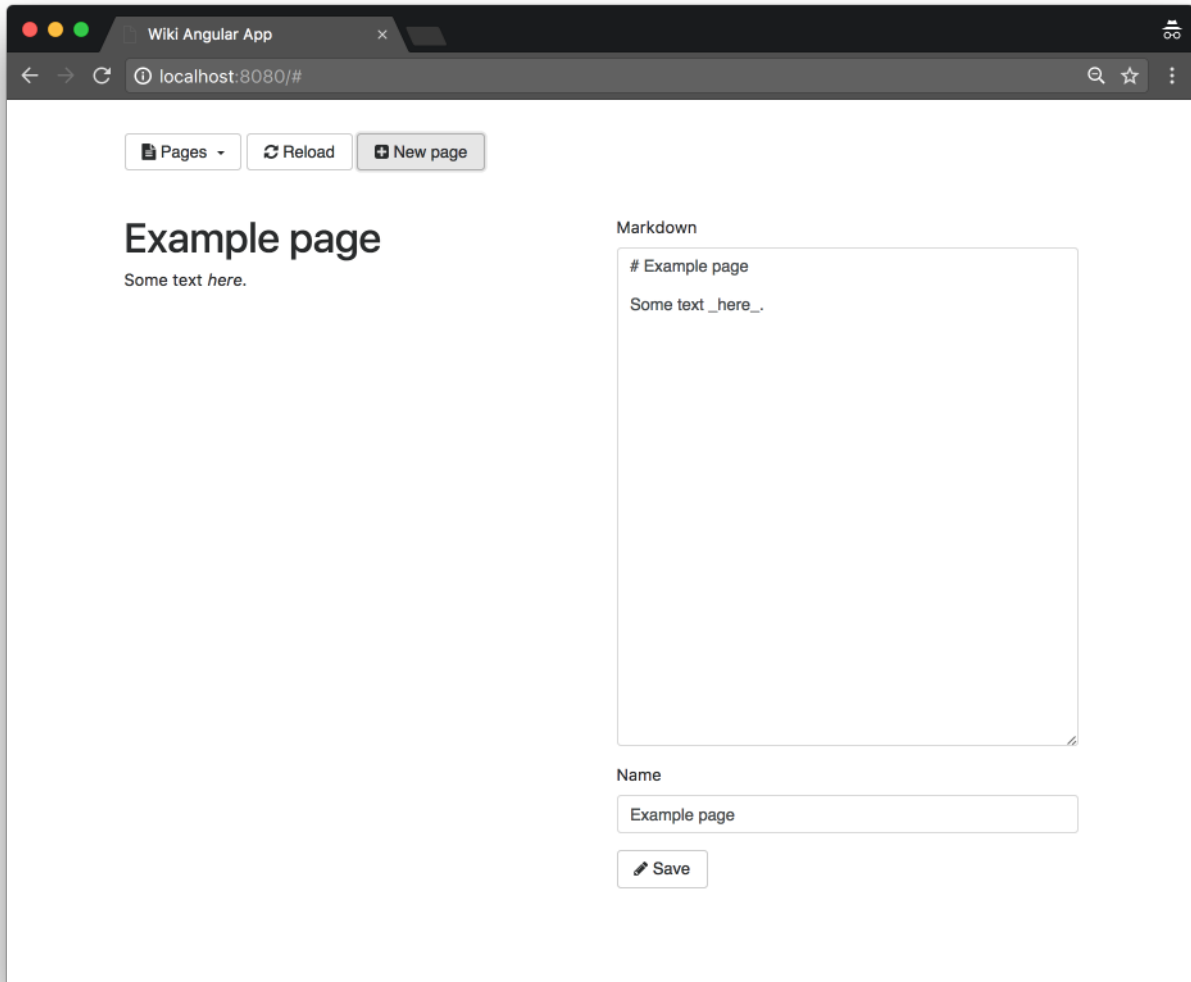 Wiki Angular App
localhost:8080/#
Pages
Reload
New page
Example page
Some text here.
Markdown
# Example page
Some text _here_.
Name
Example page
Save